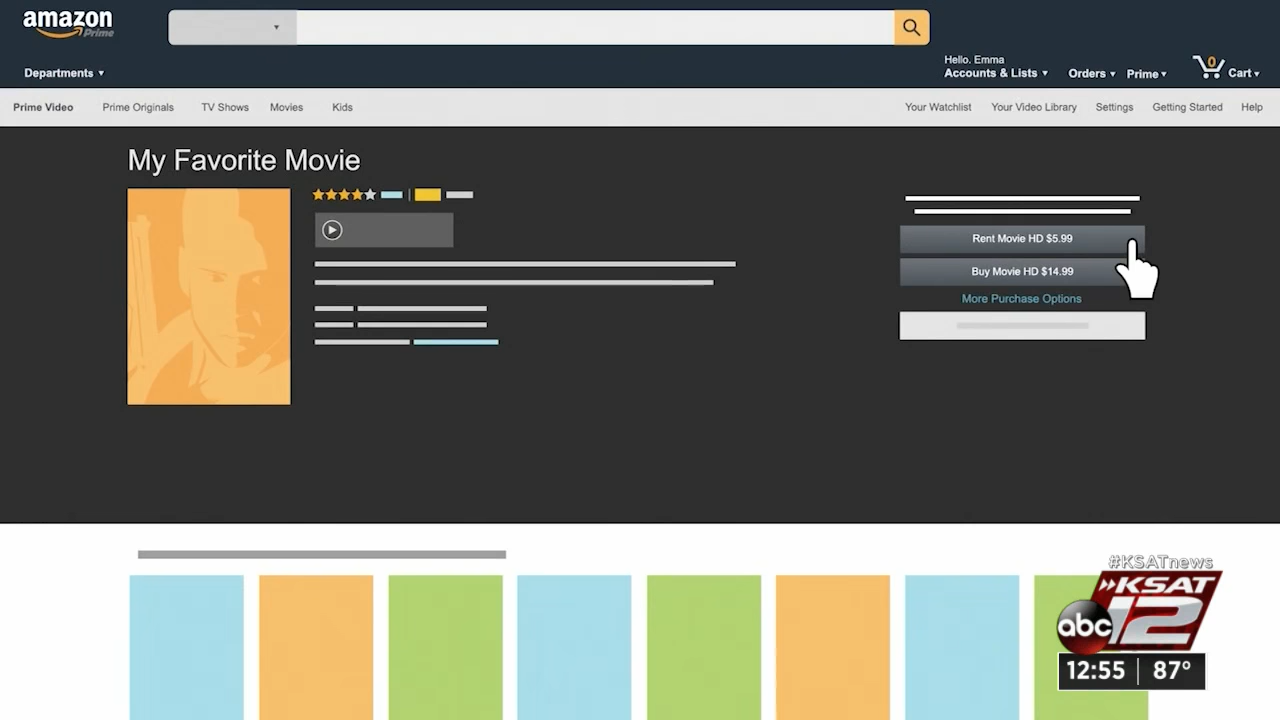 amazon
Prime
Hello, Emma
Departments
Accounts & Lists
Orders
Prime
0
Cart
Prime Video
Prime Originals
TV Shows
Movies
Kids
Your Watchlist
Your Video Library
Settings
Getting Started
Help
My Favorite Movie
Rent Movie HD $5.99
Buy Movie HD $14.99
More Purchase Options
#KSATnews
KSAT
abc
12
12:55
87°